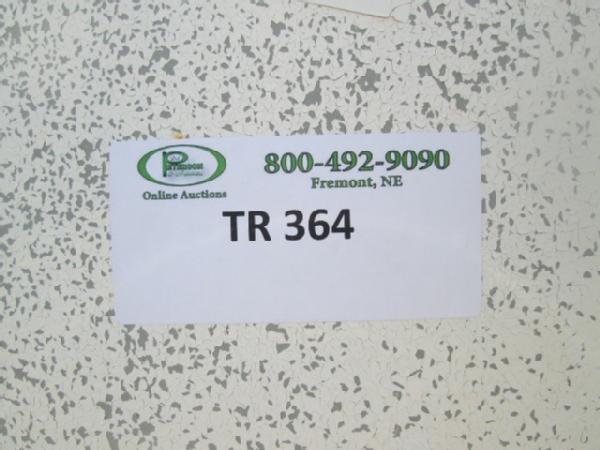 800-492-9090
Fremont, NE
Online Auctions
TR 364